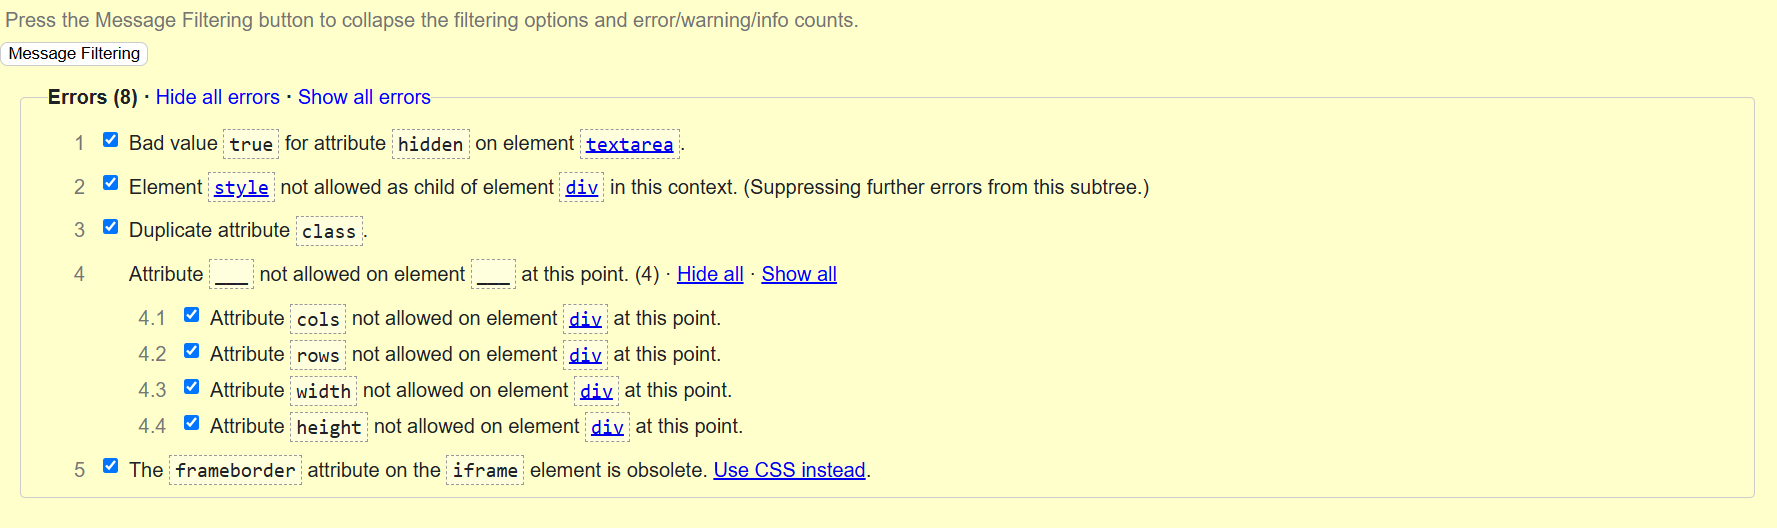 Press the Message Filtering button to collapse the filtering options and error/warning/info counts.
Message Filtering
Errors (8) · Hide all errors · Show all errors
1 Bad value true for attribute hidden on element textarea.
2 Element style not allowed as child of element div in this context. (Suppressing further errors from this subtree.)
3 Duplicate attribute class.
4 Attribute ___ not allowed on element ___ at this point. (4) · Hide all · Show all
4.1 Attribute cols not allowed on element div at this point.
4.2 Attribute rows not allowed on element div at this point.
4.3 Attribute width not allowed on element div at this point.
4.4 Attribute height not allowed on element div at this point.
5 The frameborder attribute on the iframe element is obsolete. Use CSS instead.